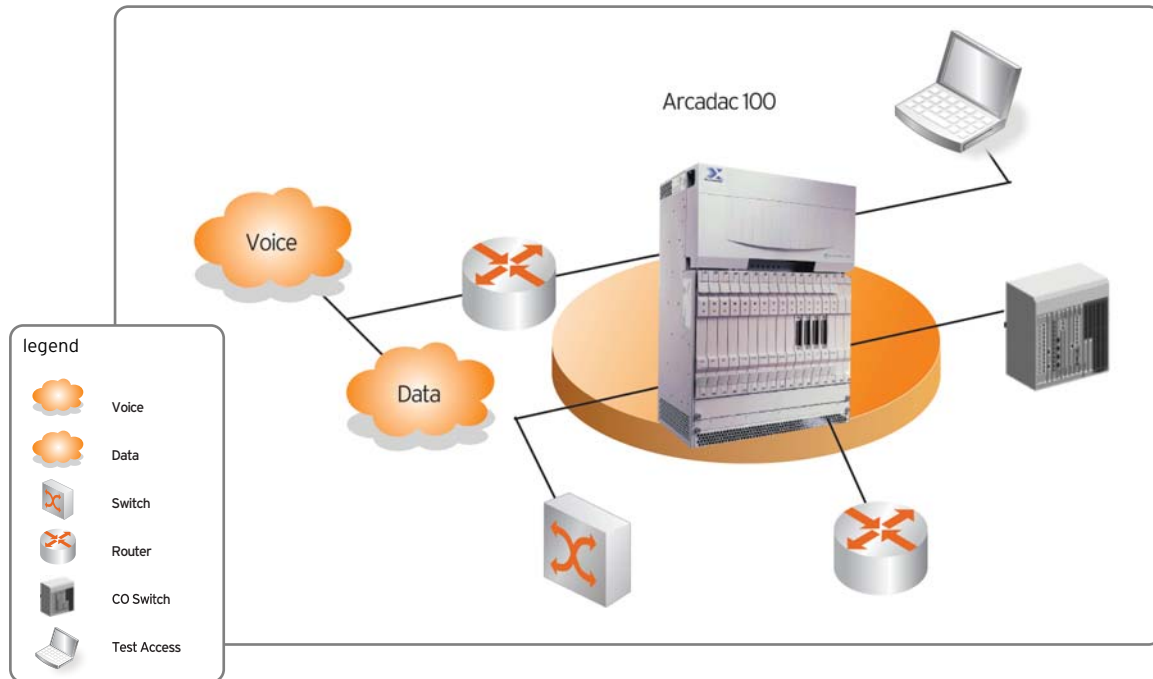 Arcadac 100
Voice
Data
legend
Voice
Data
Switch
Router
CO Switch
Test Access